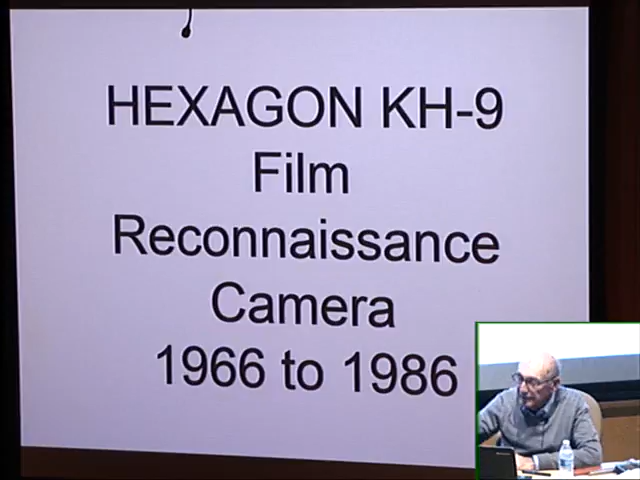 HEXAGON KH-9
Film
Reconnaissance
Camera
1966 to 1986